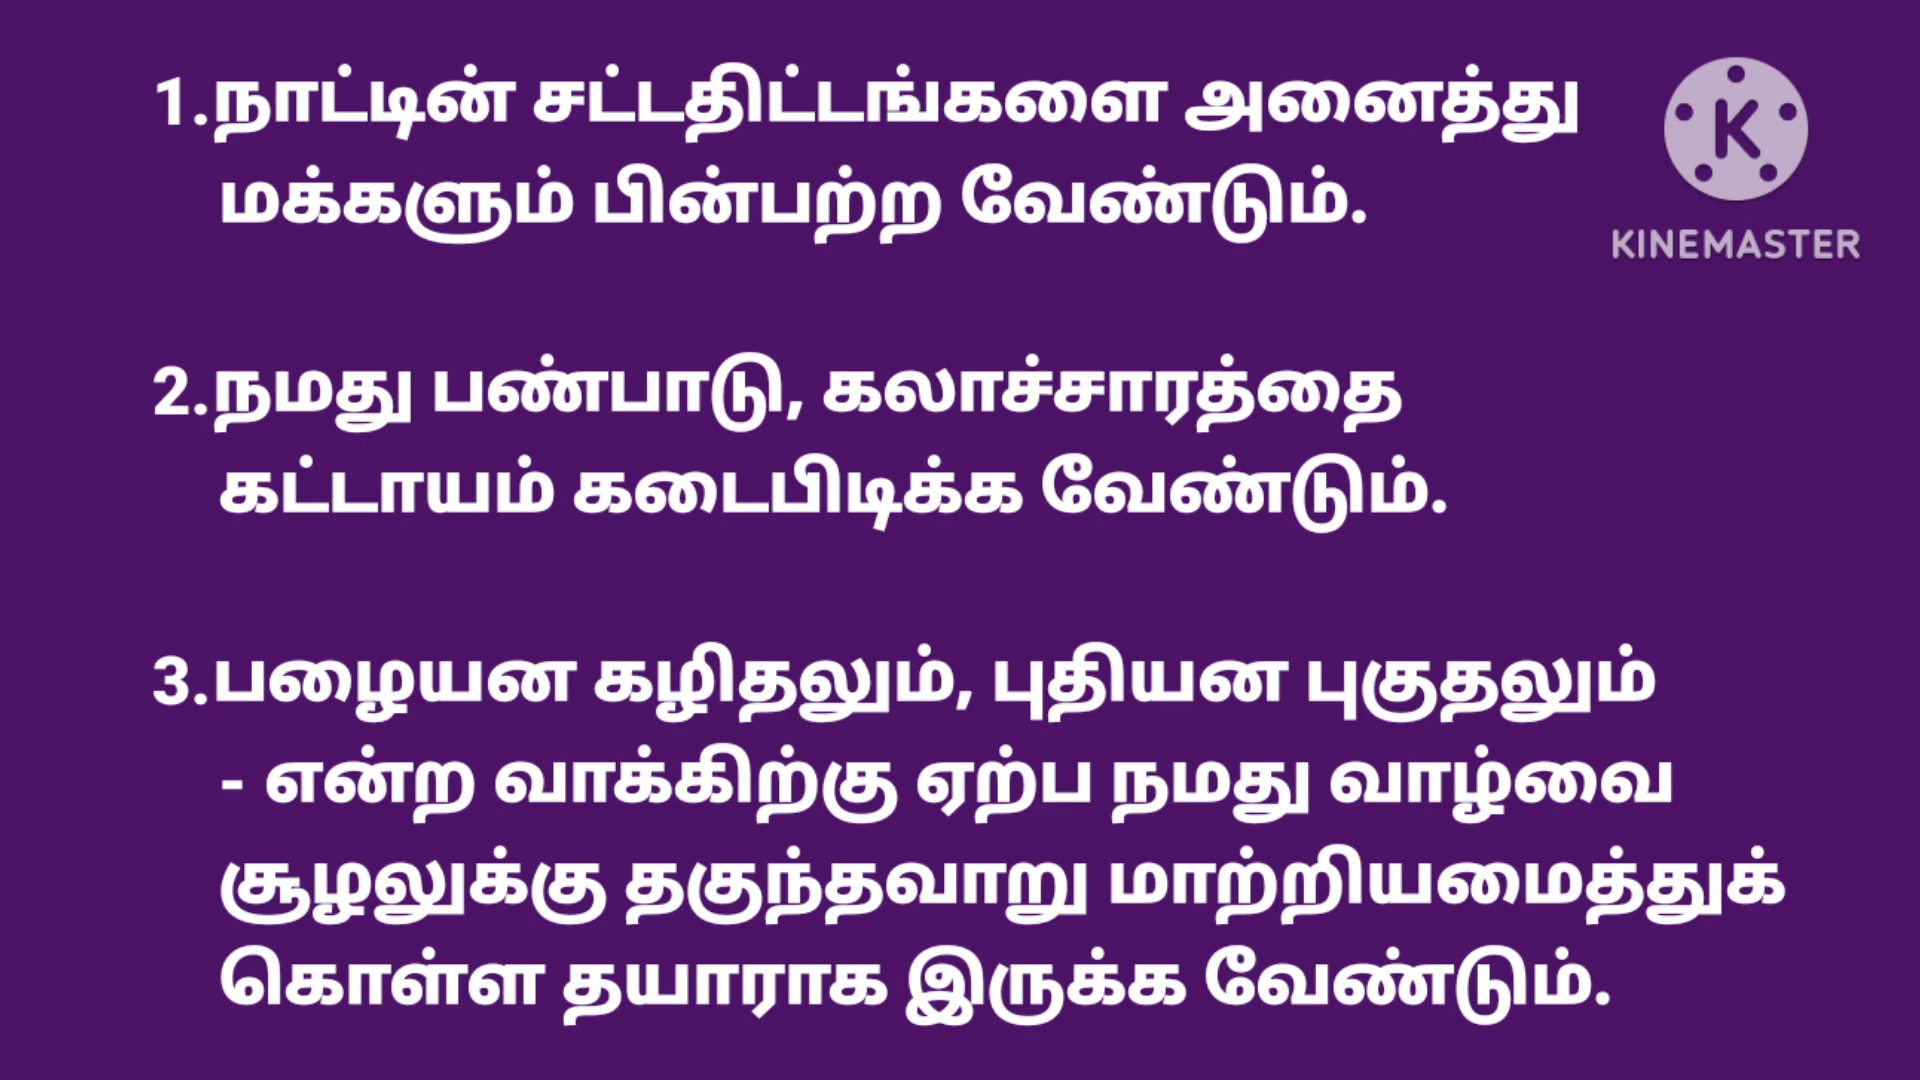 1.நாட்டின் சட்டதிட்டங்களை அனைத்து
மக்களும் பின்பற்ற வேண்டும்.
KINEMASTER
2.நமது பண்பாடு, கலாச்சாரத்தை
கட்டாயம் கடைபிடிக்க வேண்டும்.
3.பழையன கழிதலும், புதியன புகுதலும்
- என்ற வாக்கிற்கு ஏற்ப நமது வாழ்வை
சூழலுக்கு தகுந்தவாறு மாற்றியமைத்துக்
கொள்ள தயாராக இருக்க வேண்டும்.